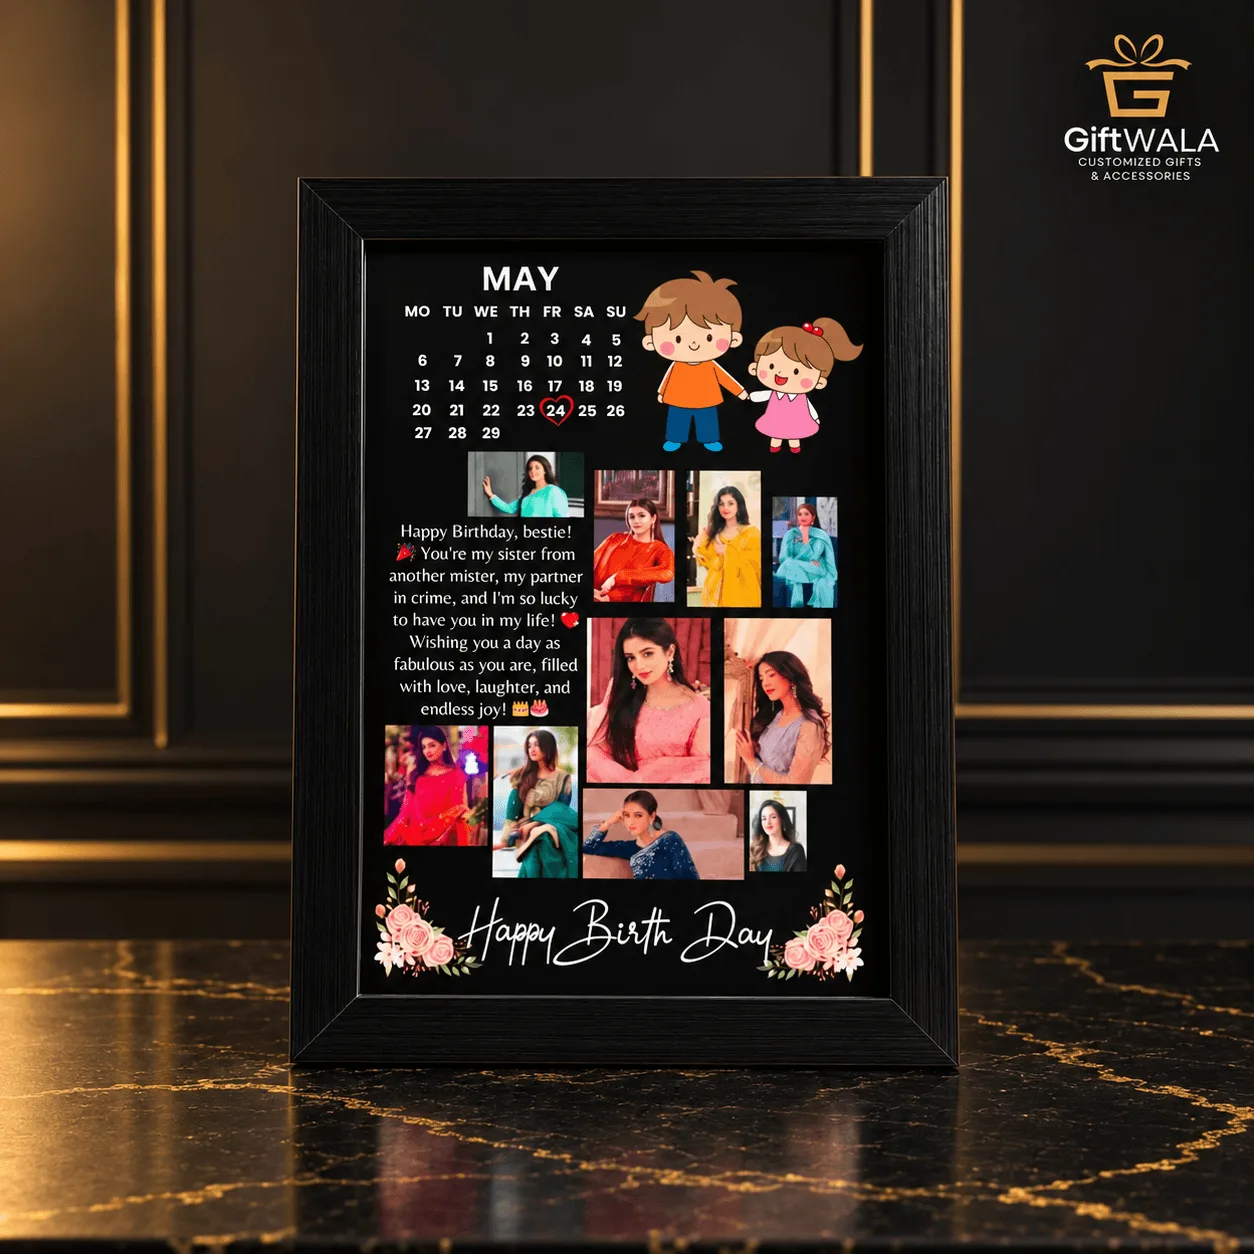 GiftWALA
CUSTOMIZED GIFTS
& ACCESSORIES
MAY
MO TU WE TH FR SA SU
1 2 3 4 5
6 7 8 9 10 11 12
13 14 15 16 17 18 19
20 21 22 23 24 25 26
27 28 29
Happy Birthday, bestie!
🎉 You're my sister from
another mister, my partner
in crime, and I'm so lucky
to have you in my life! 💖
Wishing you a day as
fabulous as you are, filled
with love, laughter, and
endless joy! 👑🎂
Happy Birth Day